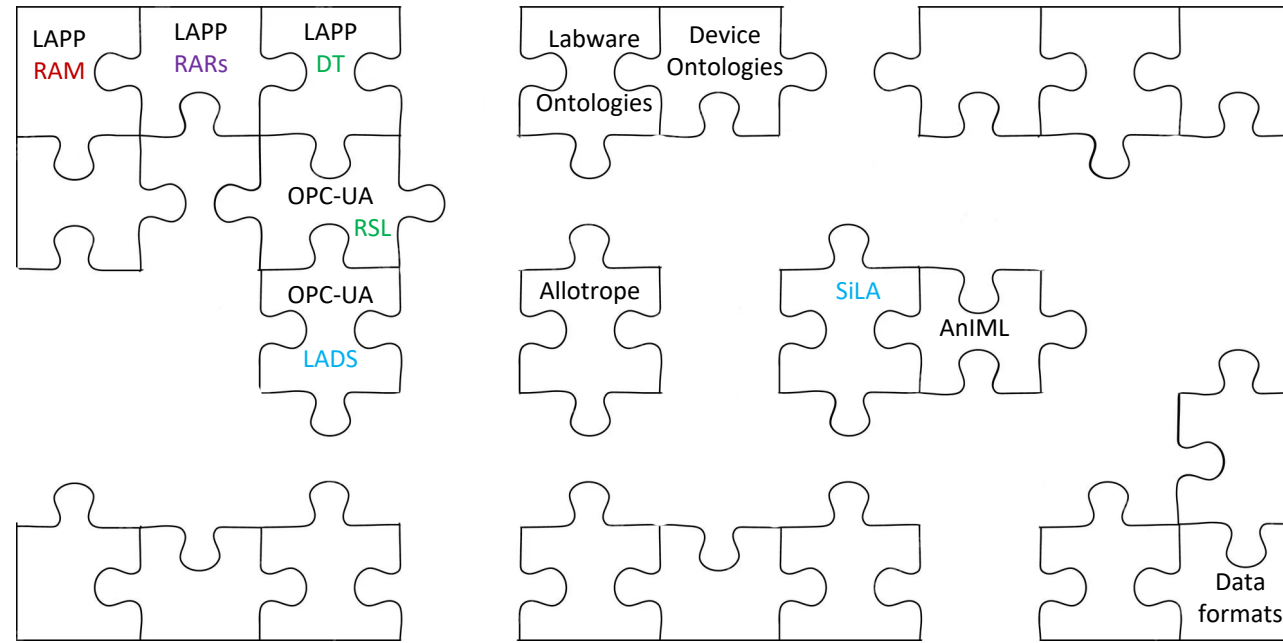 LAPP
RAM
LAPP
RARs
LAPP
DT
Labware
Ontologies
Device
Ontologies
OPC-UA
RSL
OPC-UA
LADS
Allotrope
SiLA
AnIML
Data
formats